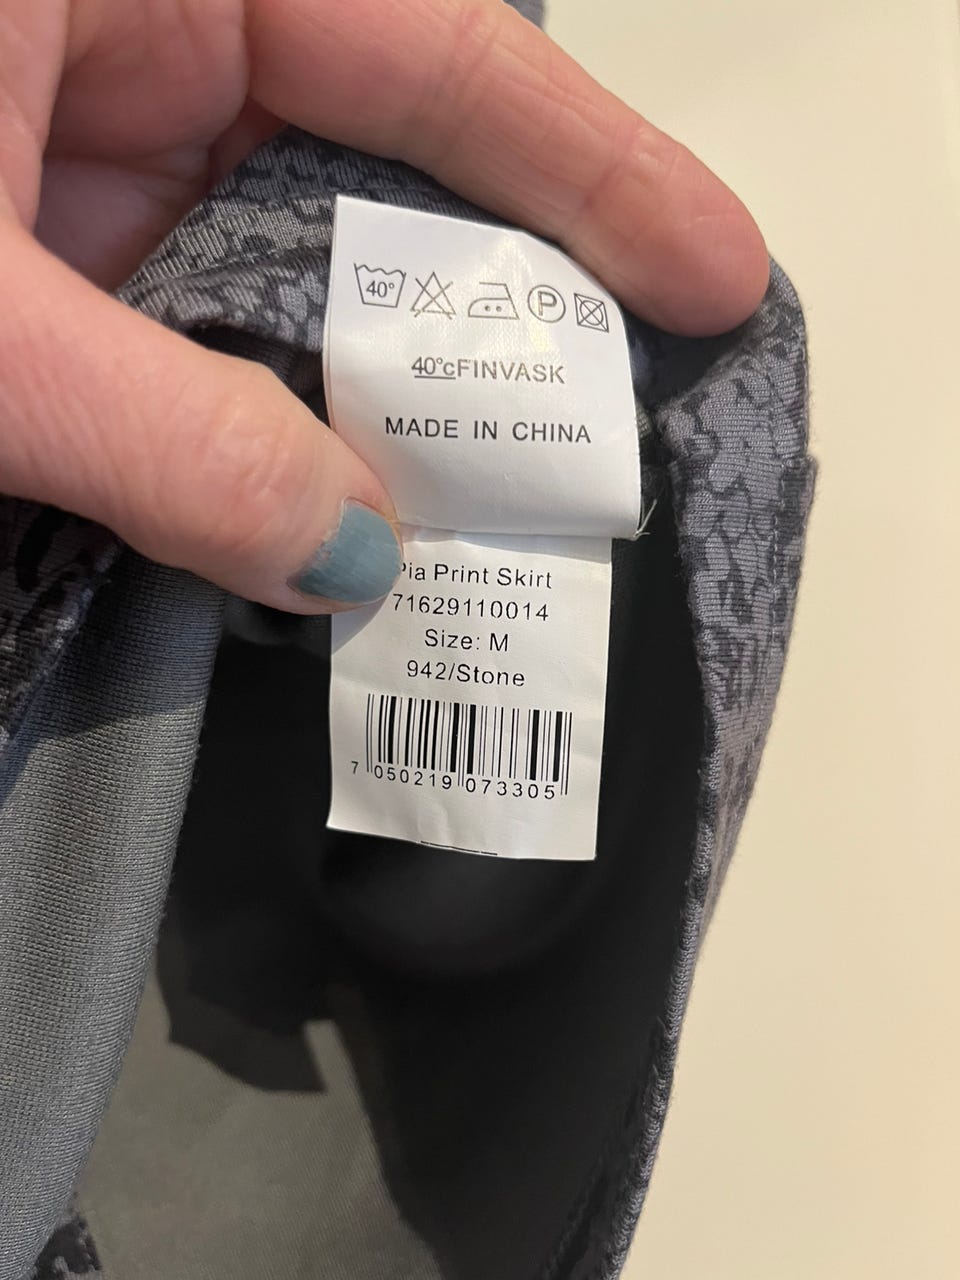 40°
P
40°cFINVASK
MADE IN CHINA
Pia Print Skirt
71629110014
Size: M
942/Stone
7 050219 073305